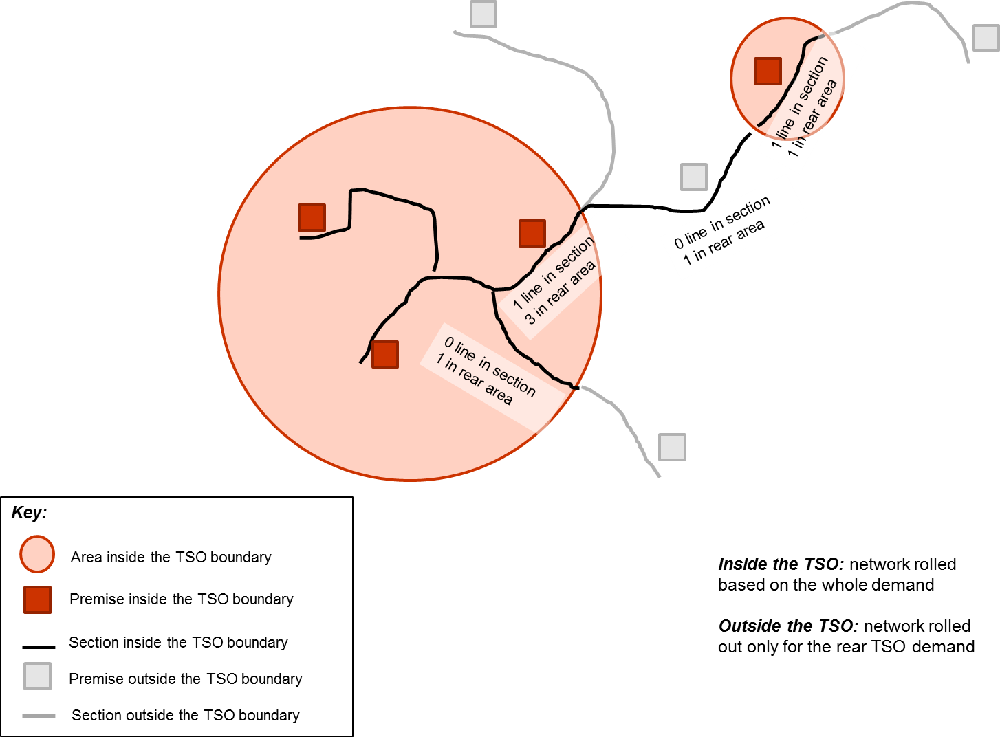 1 line in section
1 in rear area
0 line in section
1 in rear area
1 line in section
3 in rear area
0 line in section
1 in rear area
Key:
Area inside the TSO boundary
Premise inside the TSO boundary
Section inside the TSO boundary
Premise outside the TSO boundary
Section outside the TSO boundary
Inside the TSO: network rolled
based on the whole demand
Outside the TSO: network rolled
out only for the rear TSO demand